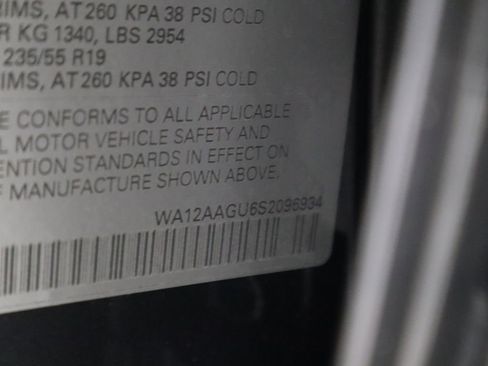 RIMS, AT 260 KPA 38 PSI COLD
R KG 1340, LBS 2954
235/55 R19
IMS, AT 260 KPA 38 PSI COLD
E CONFORMS TO ALL APPLICABLE
L MOTOR VEHICLE SAFETY AND
ENTION STANDARDS IN EFFECT ON
F MANUFACTURE SHOWN ABOVE.
WA12AAGU6S2096934